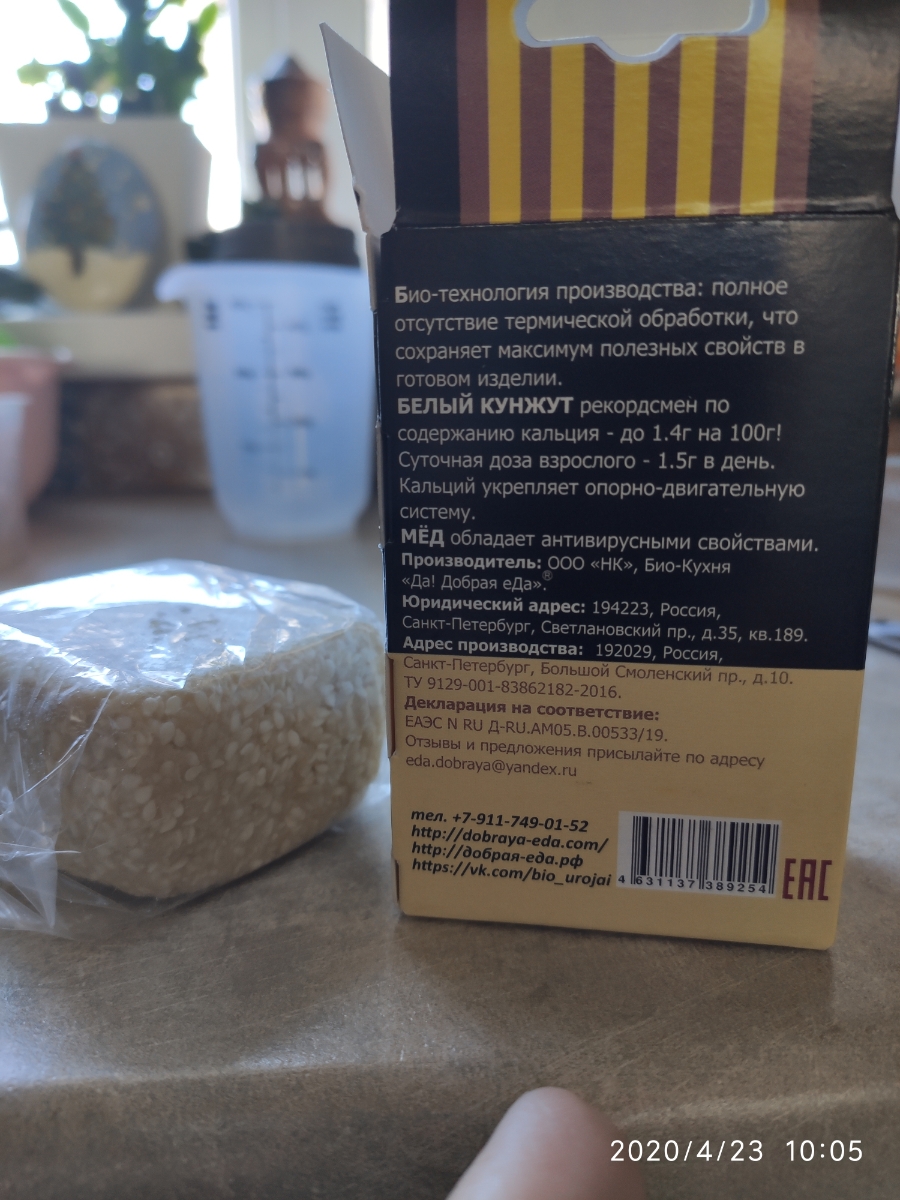 Био-технология производства: полное
отсутствие термической обработки, что
сохраняет максимум полезных свойств в
готовом изделии.
БЕЛЫЙ КУНЖУТ рекордсмен по
содержанию кальция - до 1.4г на 100г!
Суточная доза взрослого - 1.5г в день.
Кальций укрепляет опорно-двигательную
систему.
МЁД обладает антивирусными свойствами.
Производитель: ООО «НК», Био-Кухня
«Да! Добрая еДа»®.
Юридический адрес: 194223, Россия,
Санкт-Петербург, Светлановский пр., д.35, кв.189.
Адрес производства: 192029, Россия,
Санкт-Петербург, Большой Смоленский пр., д.10.
ТУ 9129-001-83862182-2016.
Декларация на соответствие:
ЕАЭС N RU Д-RU.АМ05.В.00533/19.
Отзывы и предложения присылайте по адресу
eda.dobraya@yandex.ru
тел. +7-911-749-01-52
http://dobraya-eda.com/
http://добрая-еда.рф
https://vk.com/bio_urojai
4 631137 389254
EAC
2020/4/23 10:05